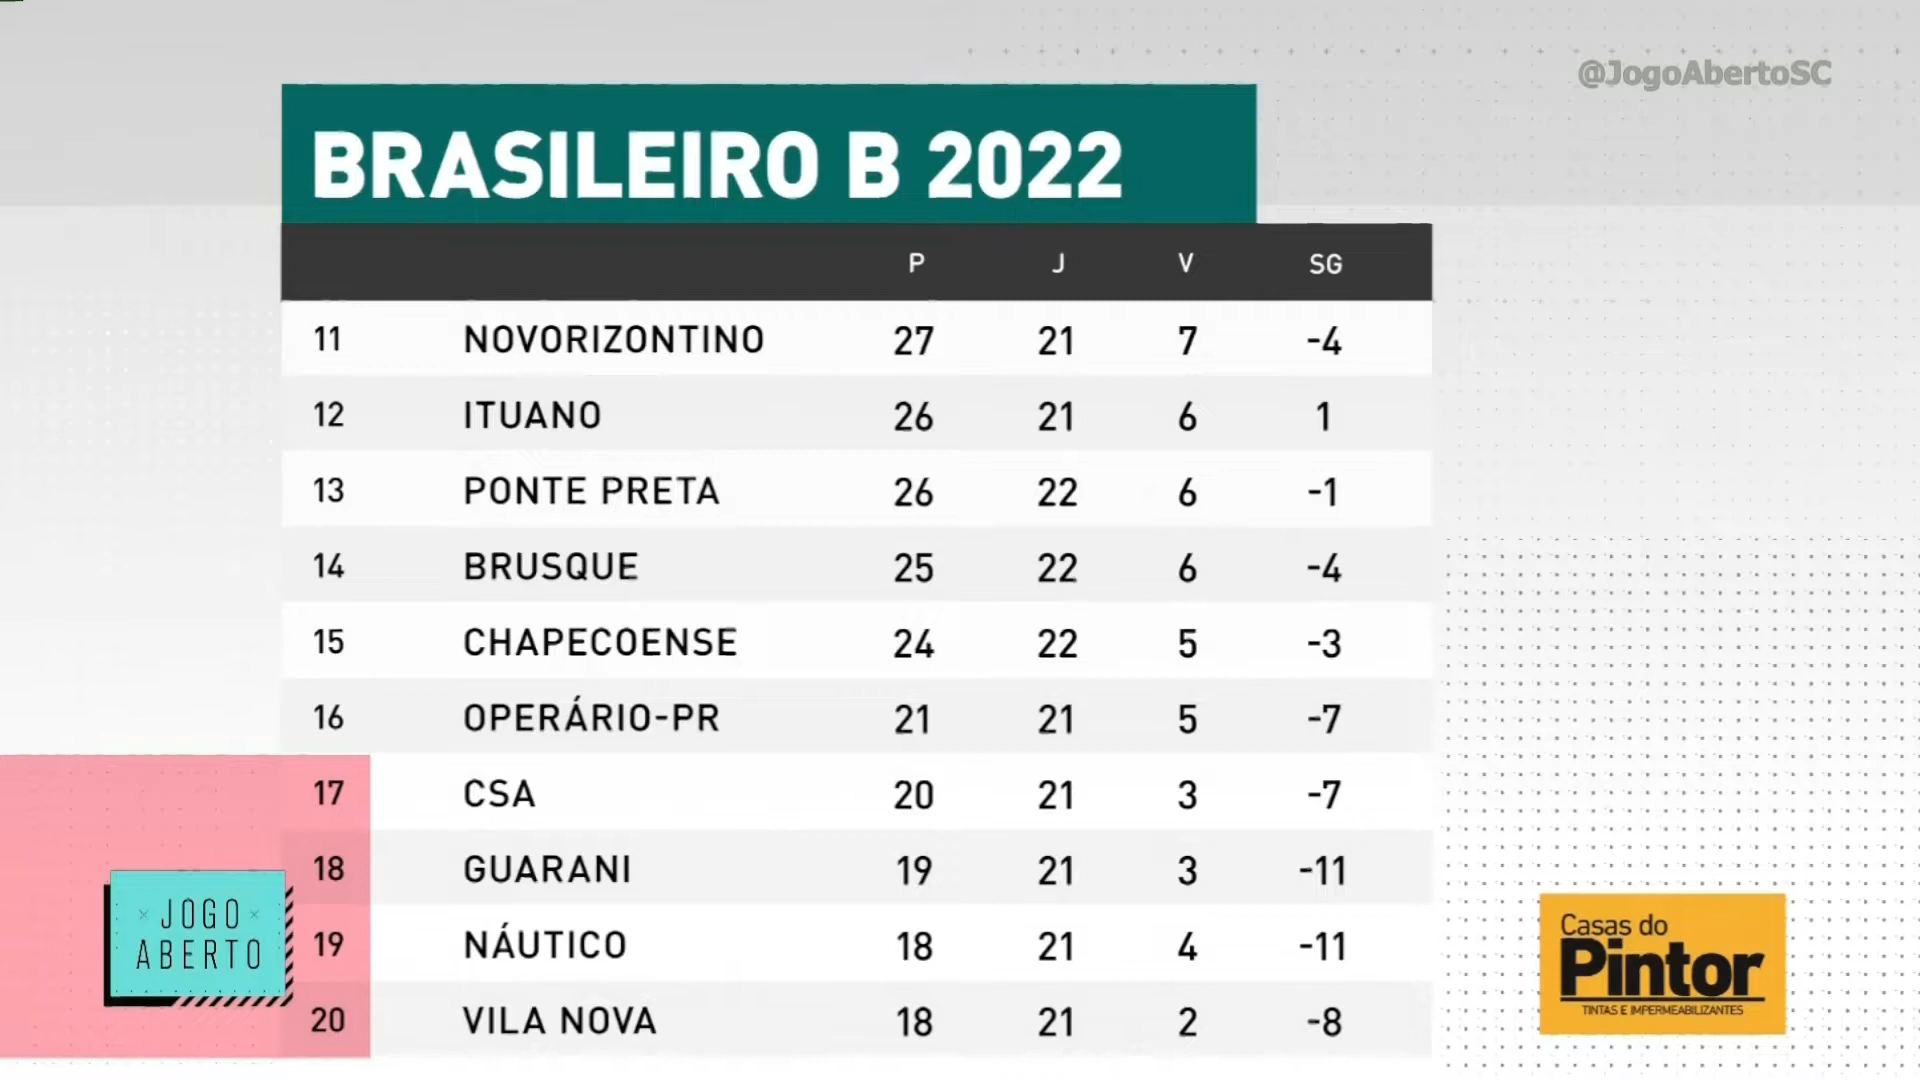 @JogoAbertoSC
BRASILEIRO B 2022
P J V SG
11 NOVORIZONTINO 27 21 7 -4
12 ITUANO 26 21 6 1
13 PONTE PRETA 26 22 6 -1
14 BRUSQUE 25 22 6 -4
15 CHAPECOENSE 24 22 5 -3
16 OPERÁRIO-PR 21 21 5 -7
17 CSA 20 21 3 -7
18 GUARANI 19 21 3 -11
19 NÁUTICO 18 21 4 -11
20 VILA NOVA 18 21 2 -8
JOGO
ABERTO
Casas do
Pintor
TINTAS E IMPERMEABILIZANTES